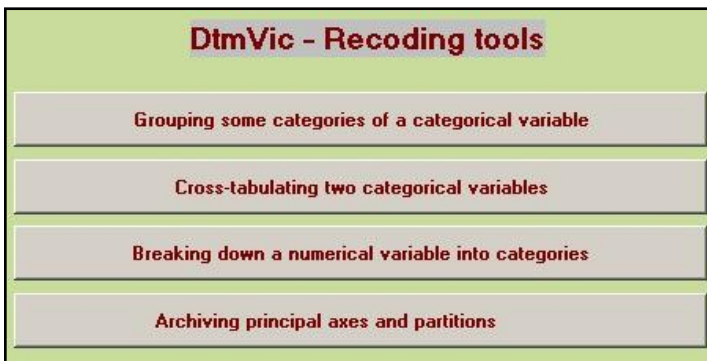 DtmVic - Recoding tools
Grouping some categories of a categorical variable
Cross-tabulating two categorical variables
Breaking down a numerical variable into categories
Archiving principal axes and partitions